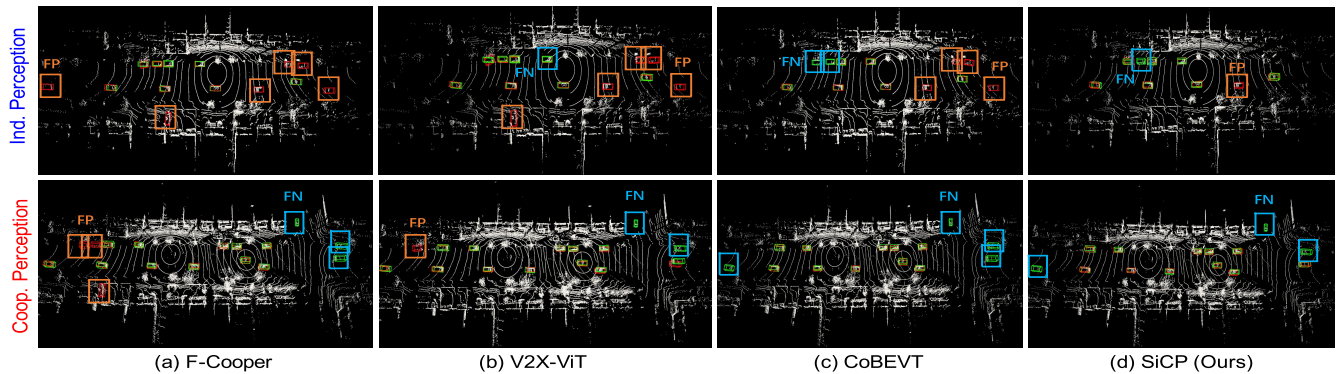 Ind. Perception
FP
FN
FP
FN
FP
FN
FP
Coop. Perception
FP
FN
FP
FN
FN
FN
(a) F-Cooper
(b) V2X-ViT
(c) CoBEVT
(d) SiCP (Ours)